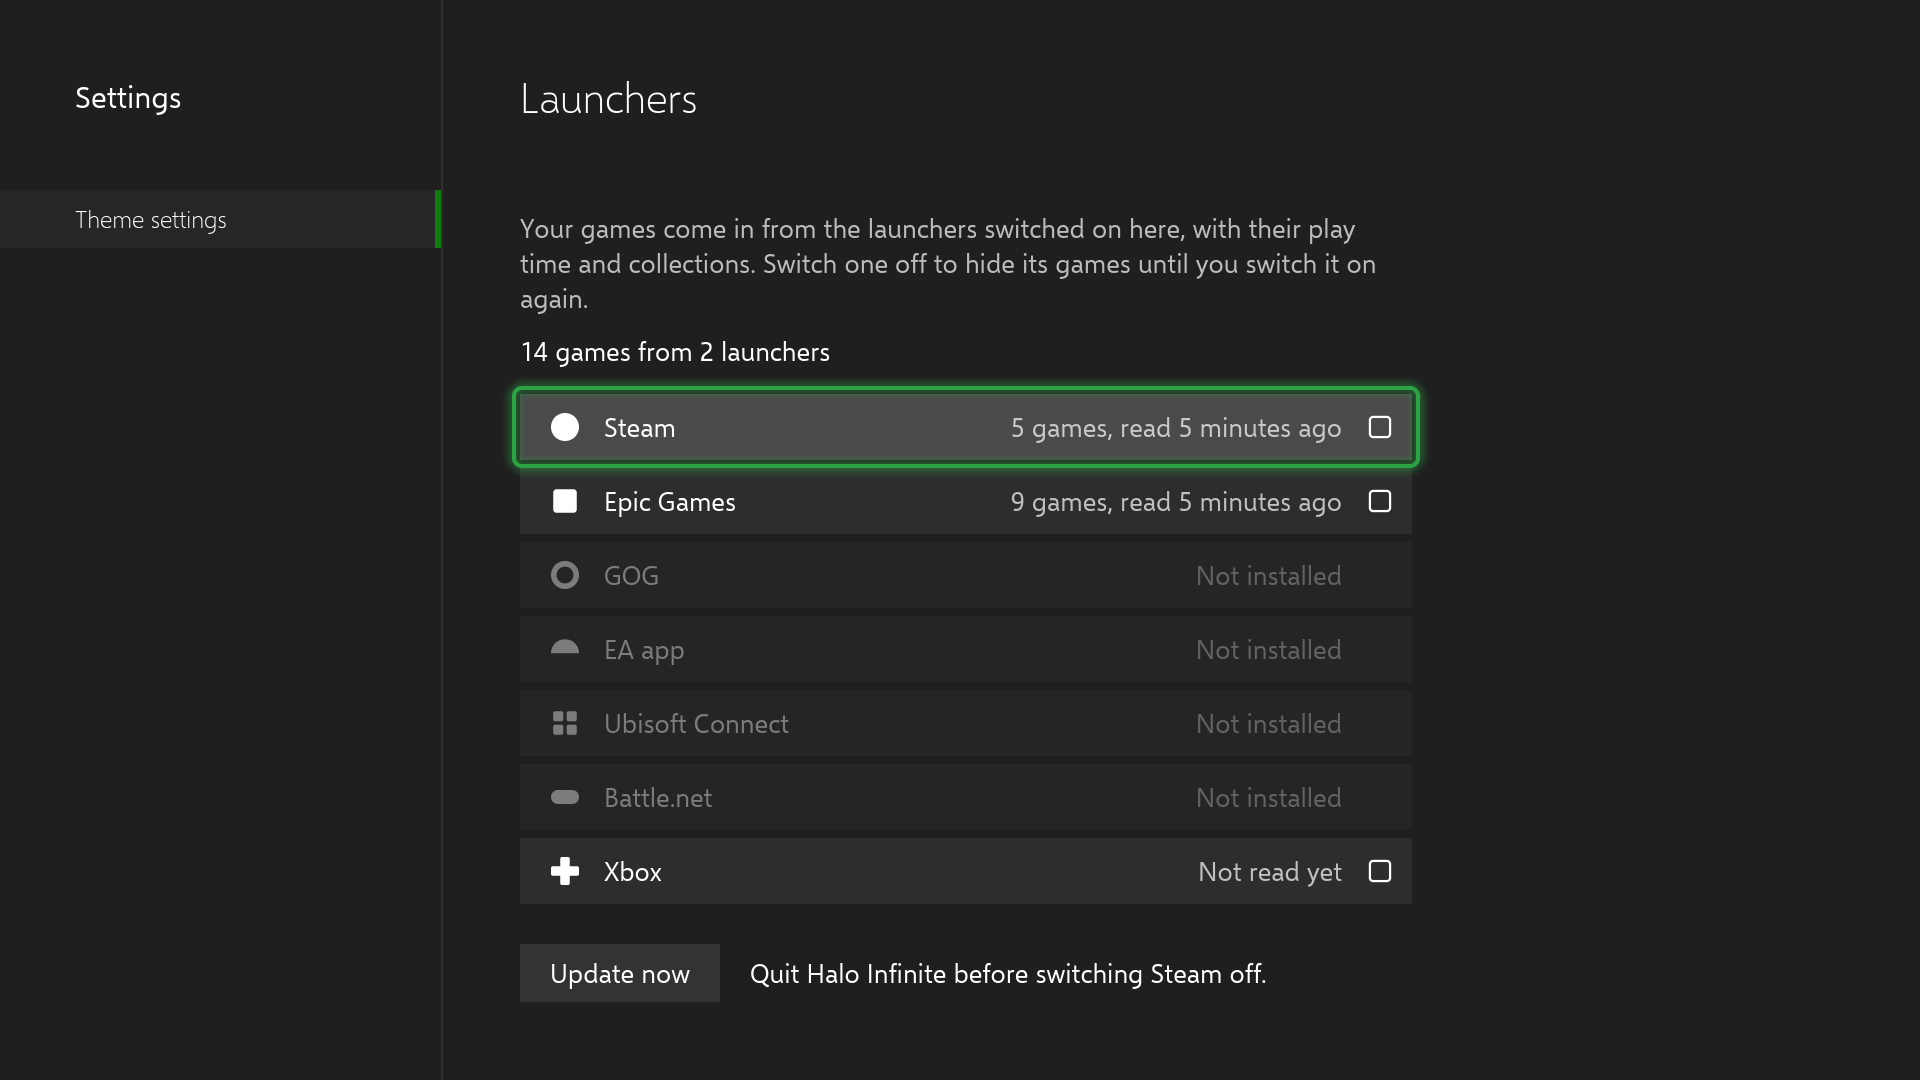 Settings
Theme settings
Launchers
Your games come in from the launchers switched on here, with their play
time and collections. Switch one off to hide its games until you switch it on
again.
14 games from 2 launchers
Steam 5 games, read 5 minutes ago
Epic Games 9 games, read 5 minutes ago
GOG Not installed
EA app Not installed
Ubisoft Connect Not installed
Battle.net Not installed
Xbox Not read yet
Update now Quit Halo Infinite before switching Steam off.